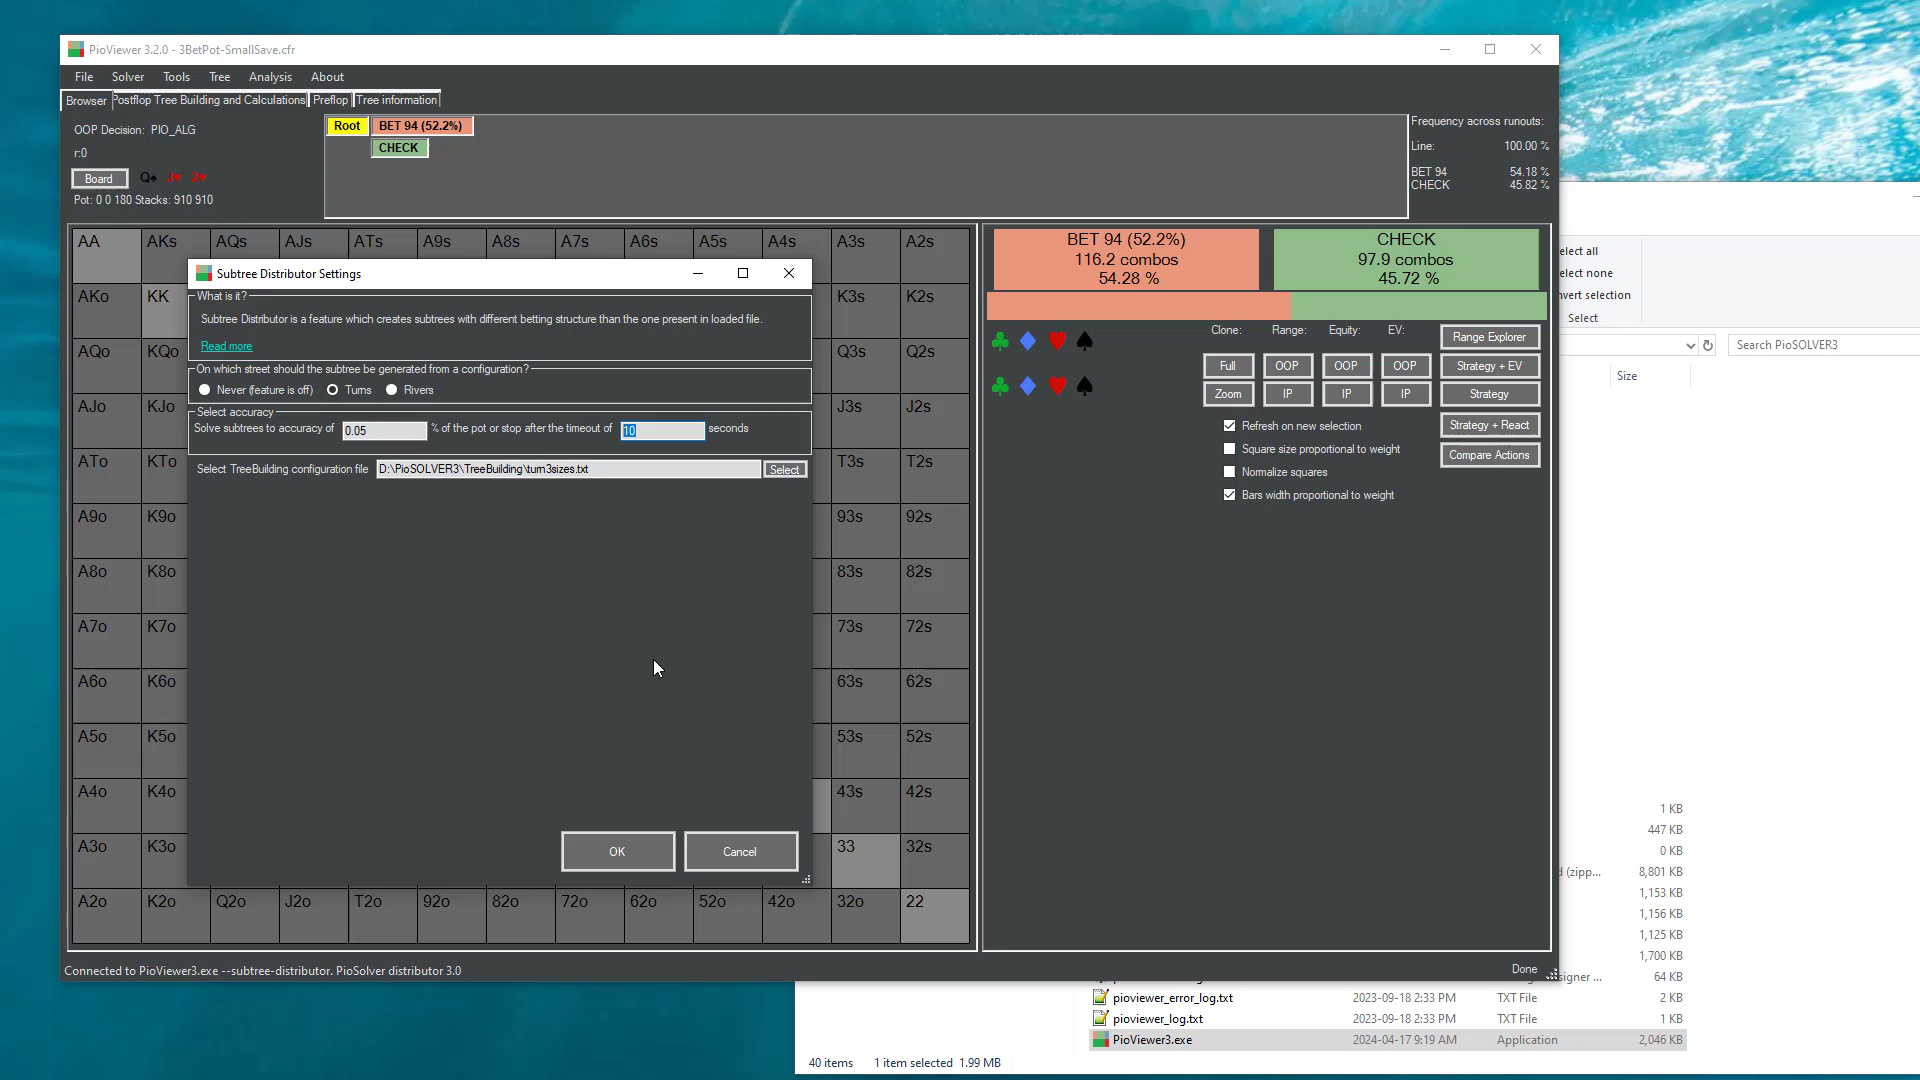 PioViewer 3.2.0 - 3BetPot-SmallSave.cfr
File Solver Tools Tree Analysis About
Browser Postflop Tree Building and Calculations Preflop Tree information
OOP Decision: PIO_ALG
r:0
Board Q♠ J♥ 2♥
Pot: 0 0 180 Stacks: 910 910
Root BET 94 (52.2%)
CHECK
Frequency across runouts:
Line: 100.00 %
BET 94 54.18 %
CHECK 45.82 %
AA AKs AQs AJs ATs A9s A8s A7s A6s A5s A4s A3s A2s
AKo KK K3s K2s
AQo KQo Q3s Q2s
AJo KJo J3s J2s
ATo KTo T3s T2s
A9o K9o 93s 92s
A8o K8o 83s 82s
A7o K7o 73s 72s
A6o K6o 63s 62s
A5o K5o 53s 52s
A4o K4o 43s 42s
A3o K3o 33 32s
A2o K2o Q2o J2o T2o 92o 82o 72o 62o 52o 42o 32o 22
Subtree Distributor Settings
What is it?
Subtree Distributor is a feature which creates subtrees with different betting structure than the one present in loaded file.
Read more
On which street should the subtree be generated from a configuration?
Never (feature is off) Turns Rivers
Select accuracy
Solve subtrees to accuracy of 0.05 % of the pot or stop after the timeout of 10 seconds
Select TreeBuilding configuration file D:\PioSOLVER3\TreeBuilding\turn3sizes.txt Select
OK Cancel
BET 94 (52.2%)
116.2 combos
54.28 %
CHECK
97.9 combos
45.72 %
Clone: Range: Equity: EV:
Full OOP OOP OOP
Zoom IP IP IP
Range Explorer
Strategy + EV
Strategy
Strategy + React
Compare Actions
Refresh on new selection
Square size proportional to weight
Normalize squares
Bars width proportional to weight
Connected to PioViewer3.exe --subtree-distributor. PioSolver distributor 3.0
Done
elect all
elect none
nvert selection
Select
Search PioSOLVER3
Size
1 KB
447 KB
0 KB
d (zipp... 8,801 KB
1,153 KB
1,156 KB
1,125 KB
1,700 KB
signer ... 64 KB
pioviewer_error_log.txt 2023-09-18 2:33 PM TXT File 2 KB
pioviewer_log.txt 2023-09-18 2:33 PM TXT File 1 KB
PioViewer3.exe 2024-04-17 9:19 AM Application 2,046 KB
40 items 1 item selected 1.99 MB